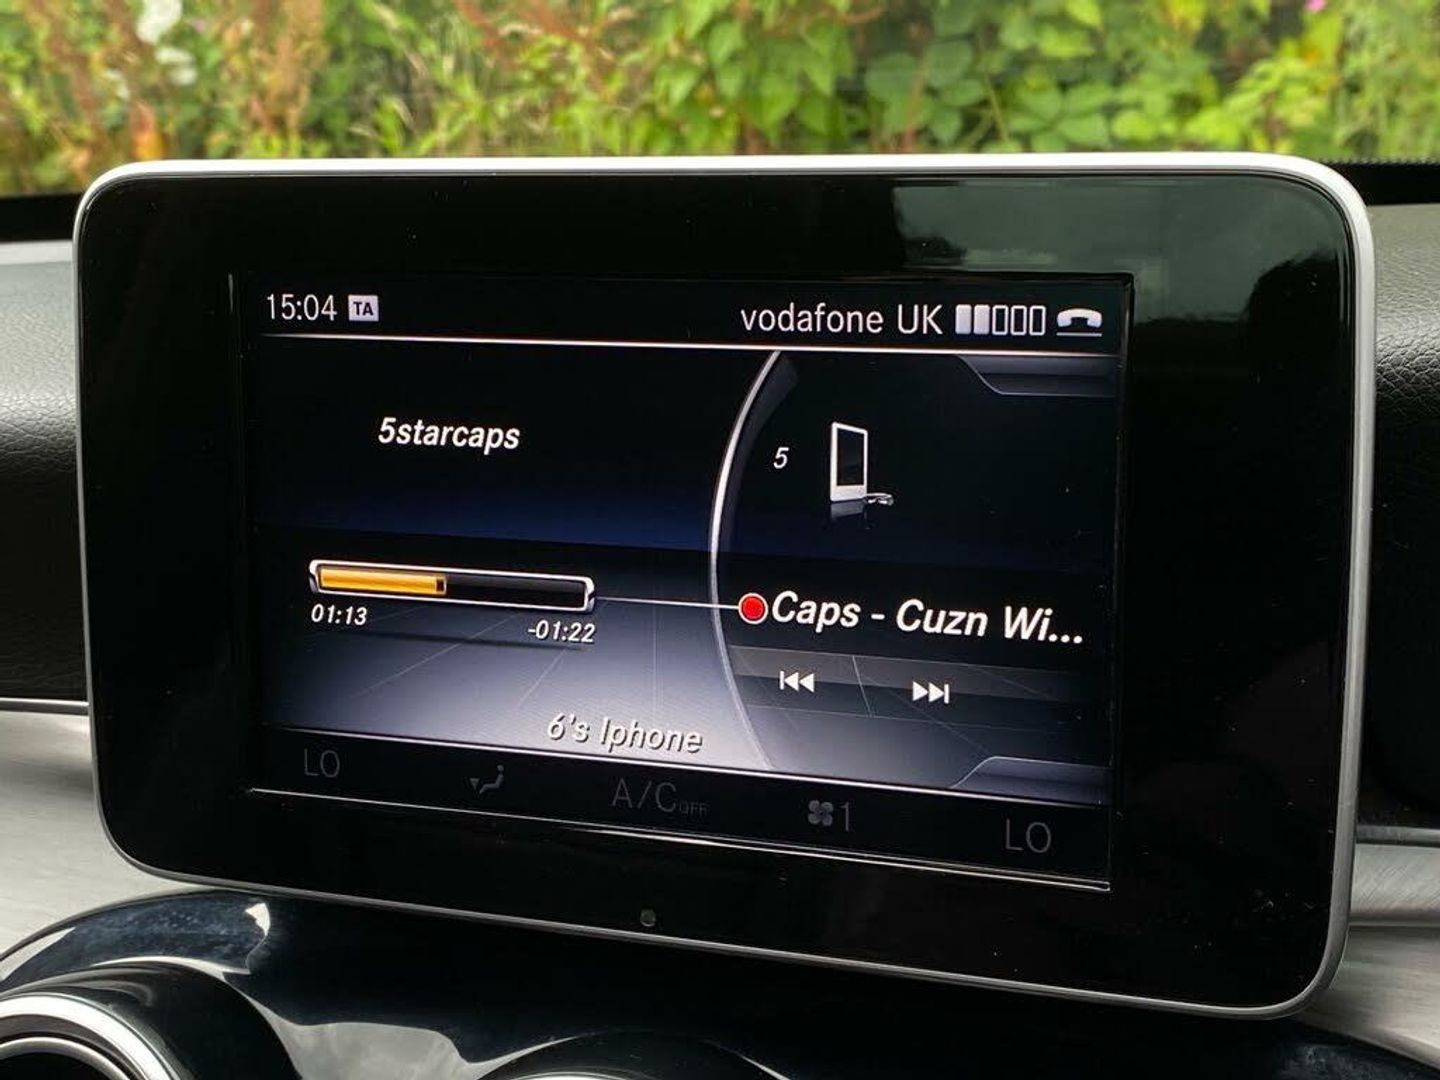 15:04 TA
vodafone UK
5starcaps
5
01:13
-01:22
Caps - Cuzn Wi...
6's Iphone
LO
A/C OFF
1
LO